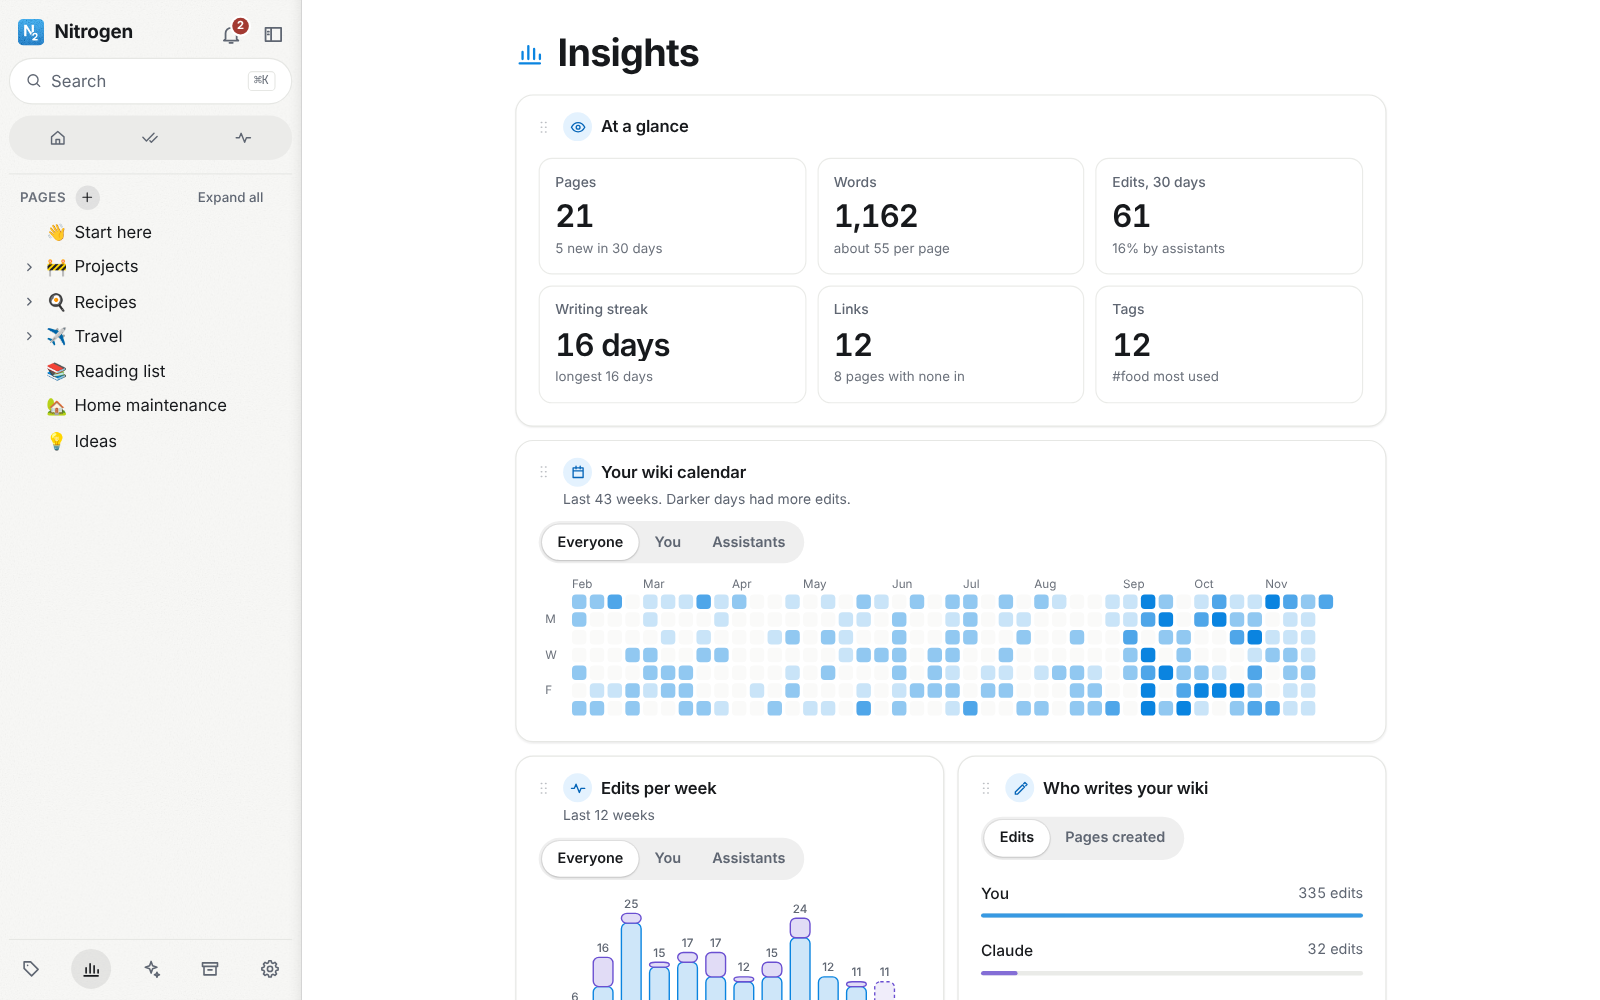 N2 Nitrogen 2
Search ⌘K
PAGES + Expand all
Start here
Projects
Recipes
Travel
Reading list
Home maintenance
Ideas
Insights
At a glance
Pages
21
5 new in 30 days
Words
1,162
about 55 per page
Edits, 30 days
61
16% by assistants
Writing streak
16 days
longest 16 days
Links
12
8 pages with none in
Tags
12
#food most used
Your wiki calendar
Last 43 weeks. Darker days had more edits.
Everyone You Assistants
Feb Mar Apr May Jun Jul Aug Sep Oct Nov
M
W
F
Edits per week
Last 12 weeks
Everyone You Assistants
6 16 25 15 17 17 12 15 24 12 11 11
Who writes your wiki
Edits Pages created
You 335 edits
Claude 32 edits